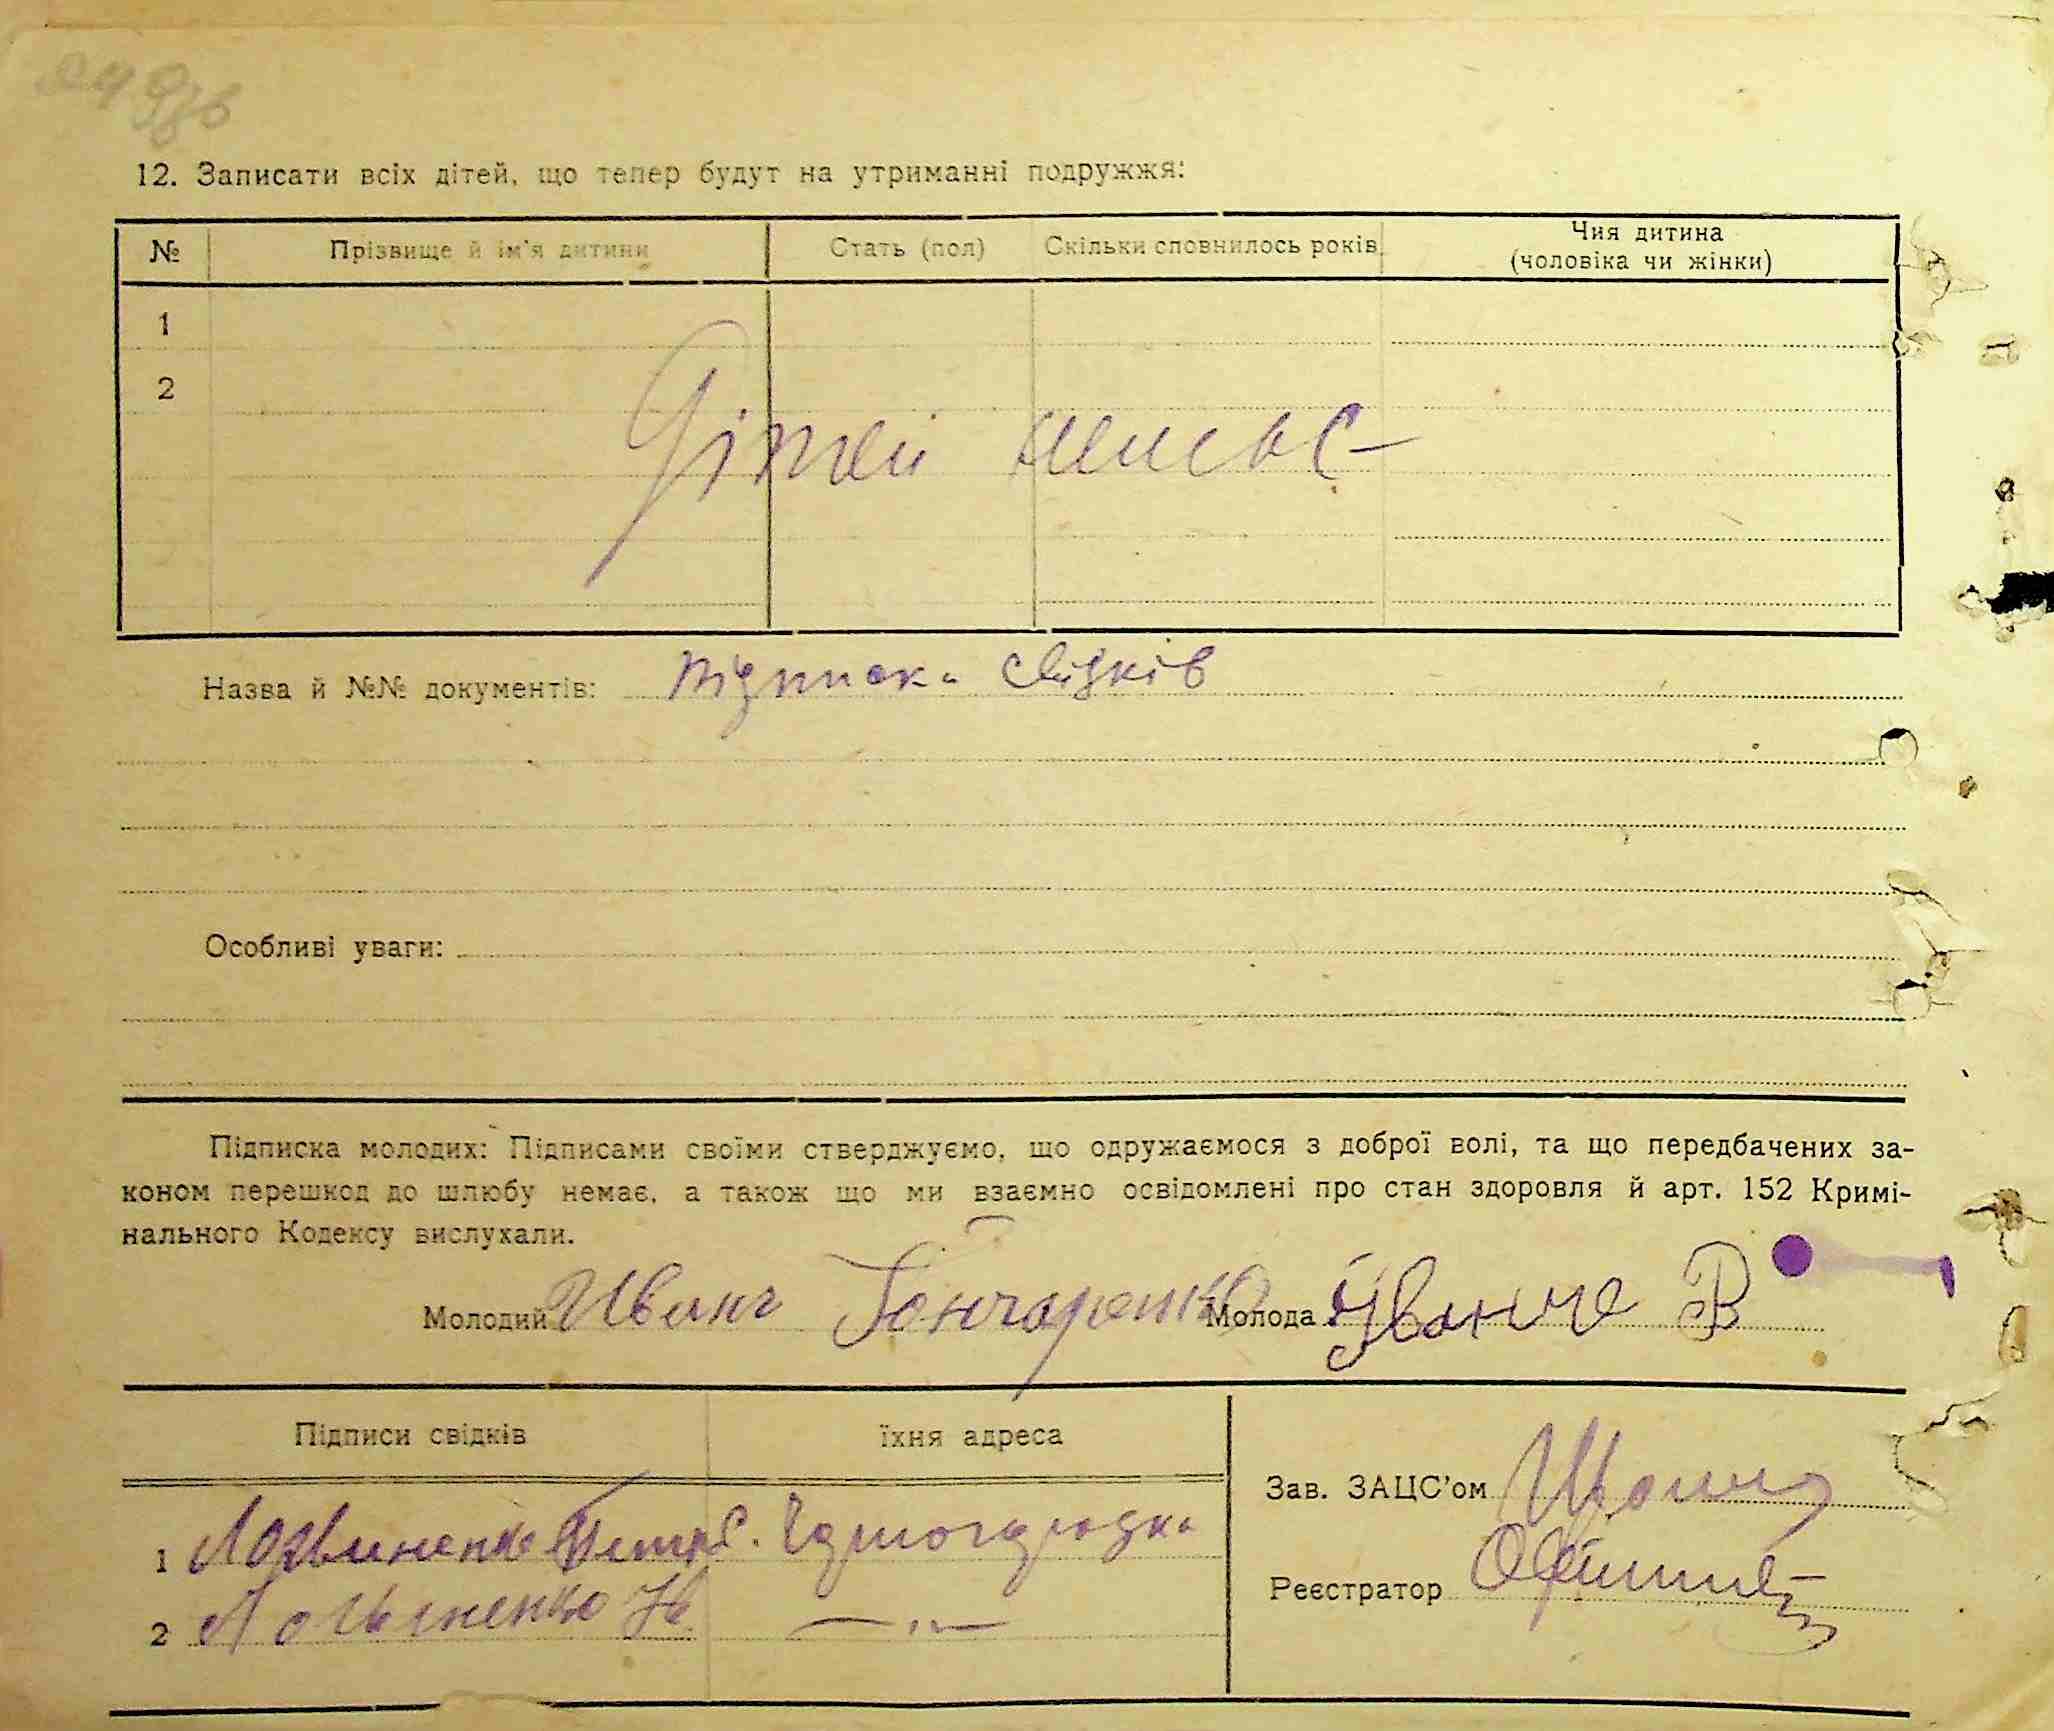 12. Записати всіх дітей, що тепер будут на утриманні подружжя:
№ Прізвище й ім'я дитини Стать (пол) Скільки сповнилось років Чия дитина (чоловіка чи жінки)
1
2
Дітей немає
Назва й №№ документів: підписка свідків
Особливі уваги:
Підписка молодих: Підписами своїми стверджуємо, що одружаємося з доброї волі, та що передбачених за-
коном перешкод до шлюбу немає, а також що ми взаємно освідомлені про стан здоровля й арт. 152 Кримі-
нального Кодексу вислухали.
Молодий Иван Гончаренко Молода
Підписи свідків їхня адреса
Зав. ЗАЦС'ом
1 с.
Реєстратор
2 Логвиненко —„—